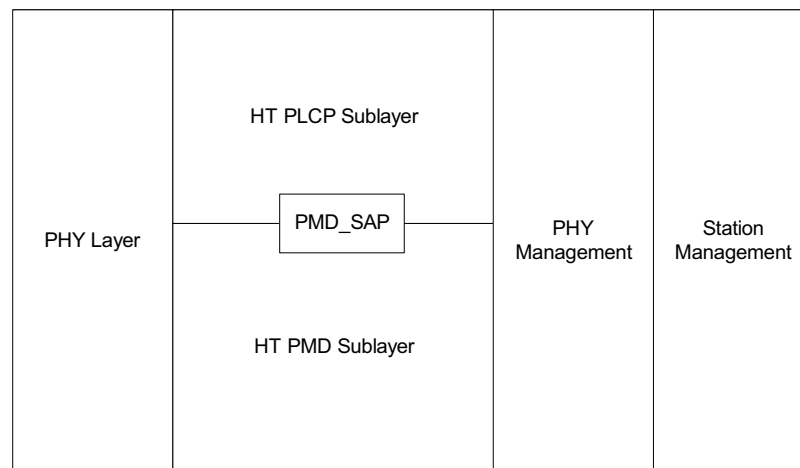 HT PLCP Sublayer
PMD_SAP
PHY Layer
PHY
Management
Station
Management
HT PMD Sublayer